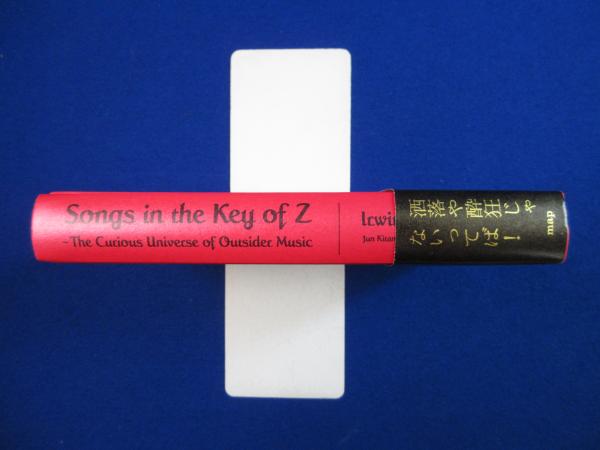 Songs in the Key of Z
~The Curious Universe of Outsider Music
Irwin
Jun Kitan
洒落や酔狂じゃ
ないってば！
map